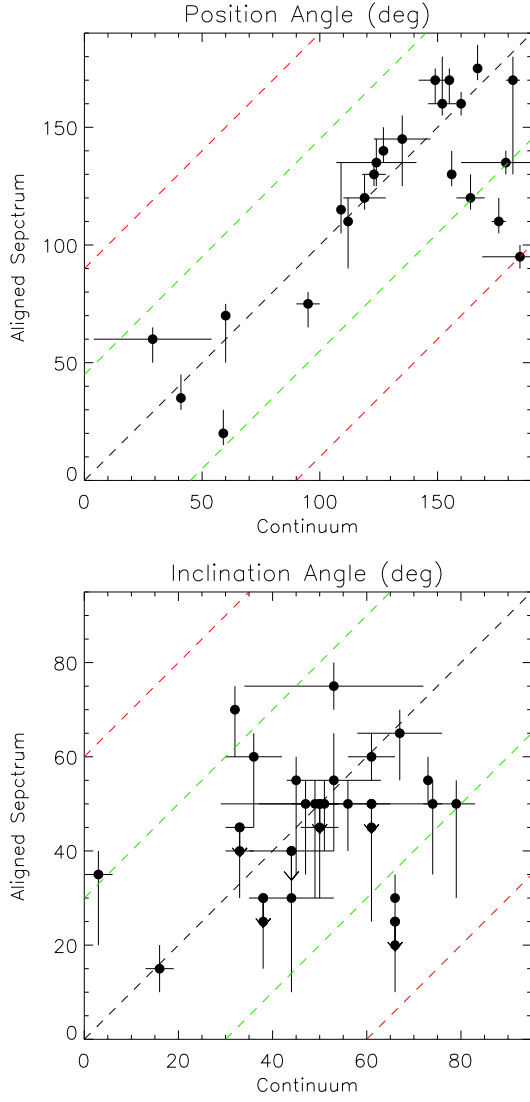 Position Angle (deg)
150
100
50
0
Aligned Sepctrum
0 50 100 150
Continuum
Inclination Angle (deg)
80
60
40
20
0
Aligned Sepctrum
0 20 40 60 80
Continuum